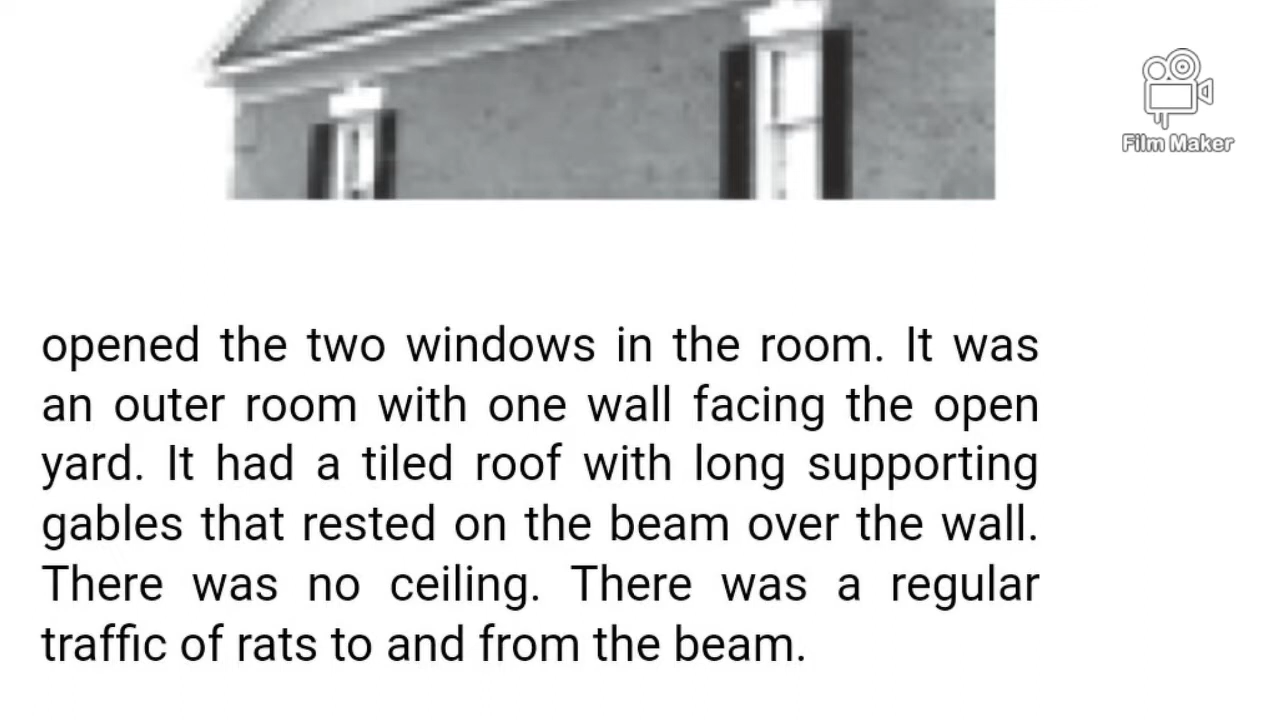 Film Maker
opened the two windows in the room. It was
an outer room with one wall facing the open
yard. It had a tiled roof with long supporting
gables that rested on the beam over the wall.
There was no ceiling. There was a regular
traffic of rats to and from the beam.